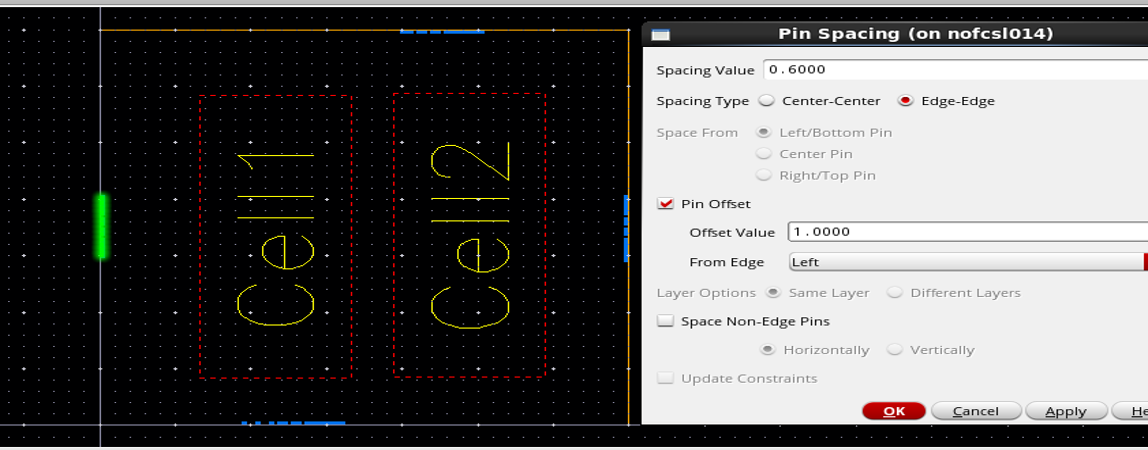 Cell1
Cell2
Pin Spacing (on nofcsl014)
Spacing Value 0.6000
Spacing Type Center-Center Edge-Edge
Space From Left/Bottom Pin
Center Pin
Right/Top Pin
Pin Offset
Offset Value 1.0000
From Edge Left
Layer Options Same Layer Different Layers
Space Non-Edge Pins
Horizontally Vertically
Update Constraints
OK Cancel Apply